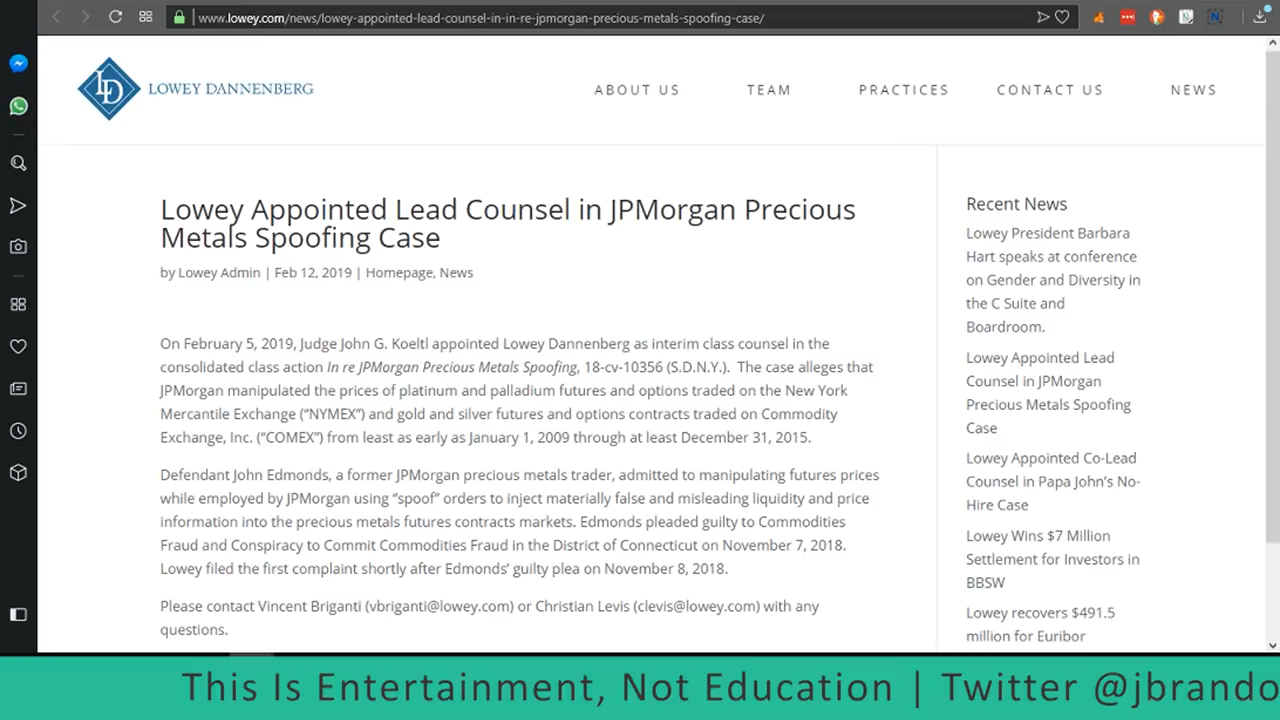 www.lowey.com/news/lowey-appointed-lead-counsel-in-in-re-jpmorgan-precious-metals-spoofing-case/
LD LOWEY DANNENBERG
ABOUT US TEAM PRACTICES CONTACT US NEWS
Lowey Appointed Lead Counsel in JPMorgan Precious
Metals Spoofing Case
by Lowey Admin | Feb 12, 2019 | Homepage, News
On February 5, 2019, Judge John G. Koeltl appointed Lowey Dannenberg as interim class counsel in the
consolidated class action In re JPMorgan Precious Metals Spoofing, 18-cv-10356 (S.D.N.Y.). The case alleges that
JPMorgan manipulated the prices of platinum and palladium futures and options traded on the New York
Mercantile Exchange (“NYMEX”) and gold and silver futures and options contracts traded on Commodity
Exchange, Inc. (“COMEX”) from least as early as January 1, 2009 through at least December 31, 2015.
Defendant John Edmonds, a former JPMorgan precious metals trader, admitted to manipulating futures prices
while employed by JPMorgan using “spoof” orders to inject materially false and misleading liquidity and price
information into the precious metals futures contracts markets. Edmonds pleaded guilty to Commodities
Fraud and Conspiracy to Commit Commodities Fraud in the District of Connecticut on November 7, 2018.
Lowey filed the first complaint shortly after Edmonds’ guilty plea on November 8, 2018.
Please contact Vincent Briganti (vbriganti@lowey.com) or Christian Levis (clevis@lowey.com) with any
questions.
Recent News
Lowey President Barbara
Hart speaks at conference
on Gender and Diversity in
the C Suite and
Boardroom.
Lowey Appointed Lead
Counsel in JPMorgan
Precious Metals Spoofing
Case
Lowey Appointed Co-Lead
Counsel in Papa John’s No-
Hire Case
Lowey Wins $7 Million
Settlement for Investors in
BBSW
Lowey recovers $491.5
million for Euribor
This Is Entertainment, Not Education | Twitter @jbrando